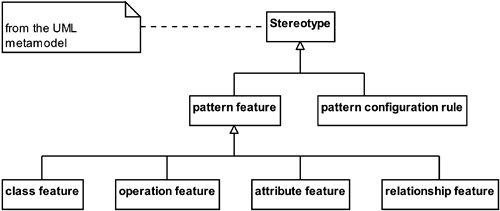 from the UML
metamodel
Stereotype
pattern feature
pattern configuration rule
class feature
operation feature
attribute feature
relationship feature